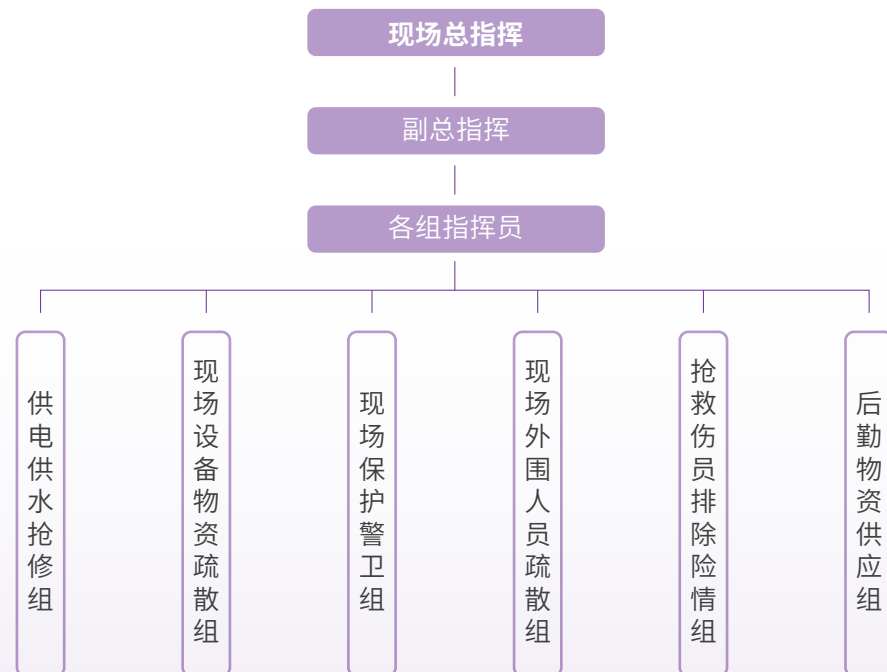 现场总指挥
副总指挥
各组指挥员
供电供水抢修组
现场设备物资疏散组
现场保护警卫组
现场外围人员疏散组
抢救伤员排除险情组
后勤物资供应组